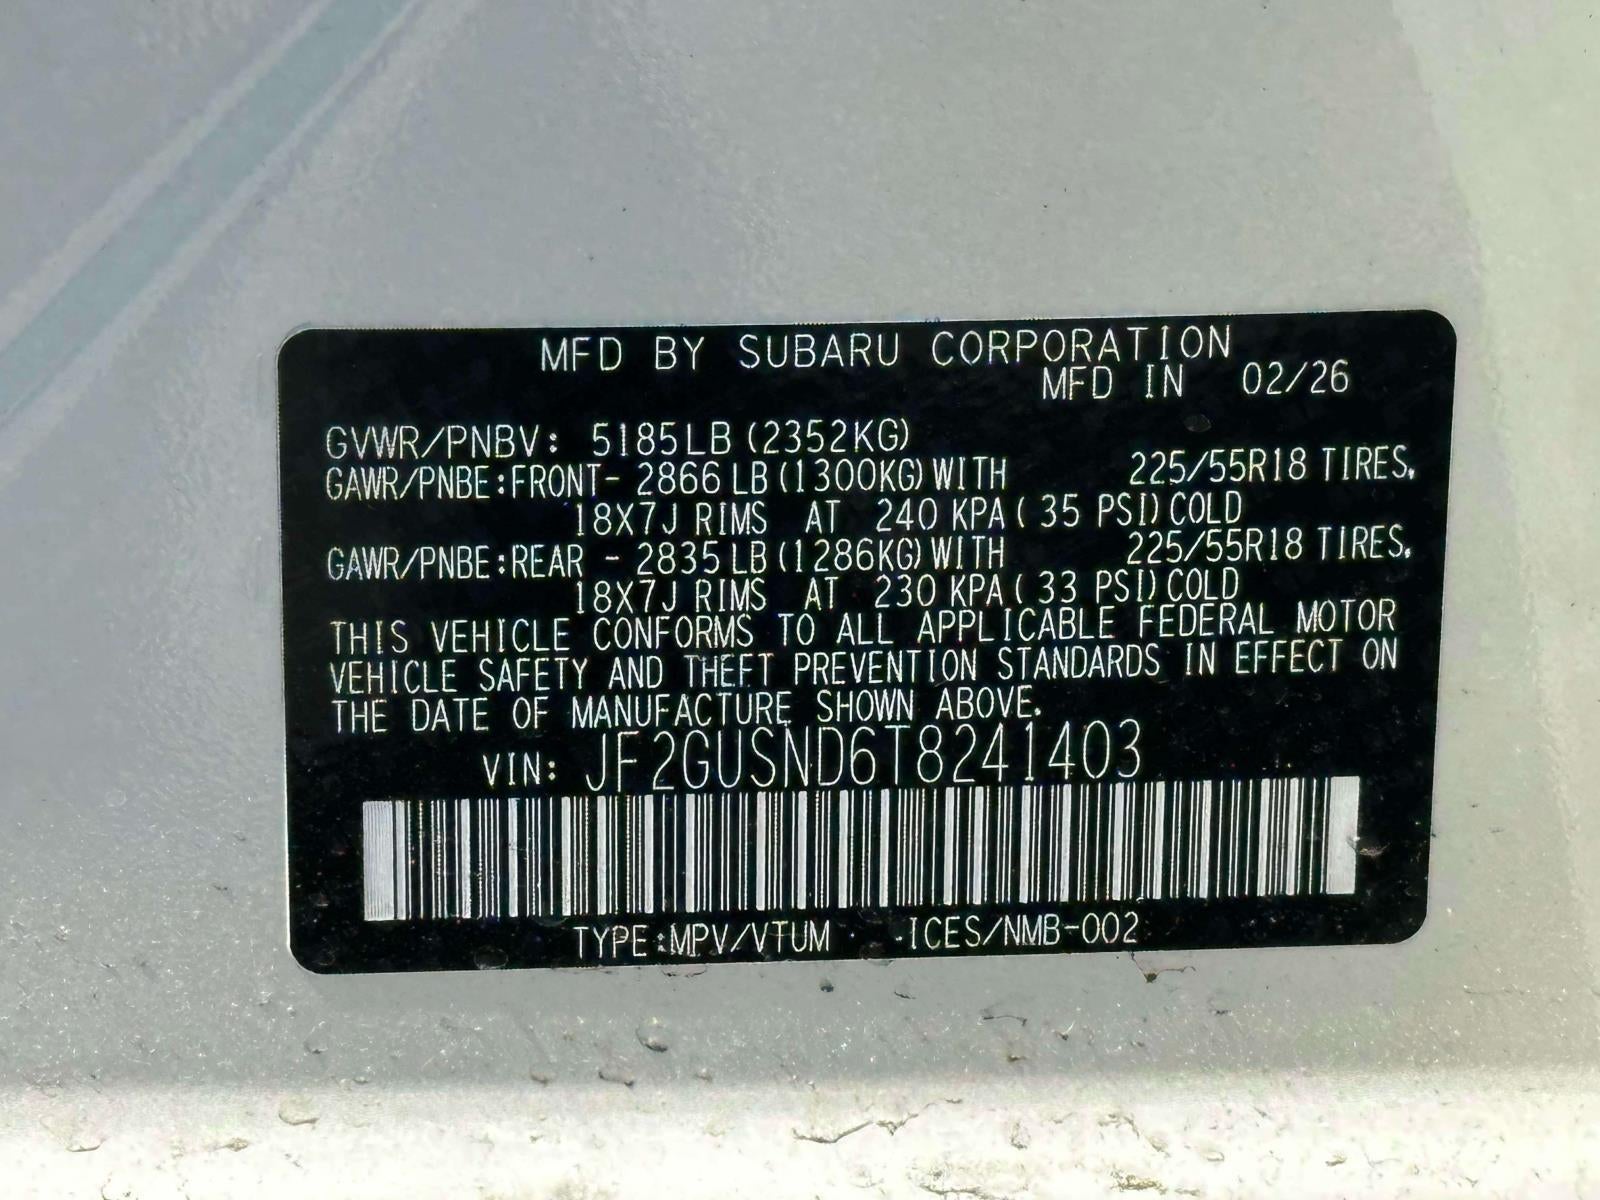 MFD BY SUBARU CORPORATION
MFD IN 02/26
GVWR/PNBV: 5185LB (2352KG)
GAWR/PNBE:FRONT- 2866 LB (1300KG) WITH 225/55R18 TIRES,
18X7J RIMS AT 240 KPA ( 35 PSI) COLD
GAWR/PNBE:REAR - 2835 LB (1286KG) WITH 225/55R18 TIRES,
18X7J RIMS AT 230 KPA ( 33 PSI) COLD
THIS VEHICLE CONFORMS TO ALL APPLICABLE FEDERAL MOTOR
VEHICLE SAFETY AND THEFT PREVENTION STANDARDS IN EFFECT ON
THE DATE OF MANUFACTURE SHOWN ABOVE.
VIN: JF2GUSND6T8241403
TYPE:MPV/VTUM ICES/NMB-002